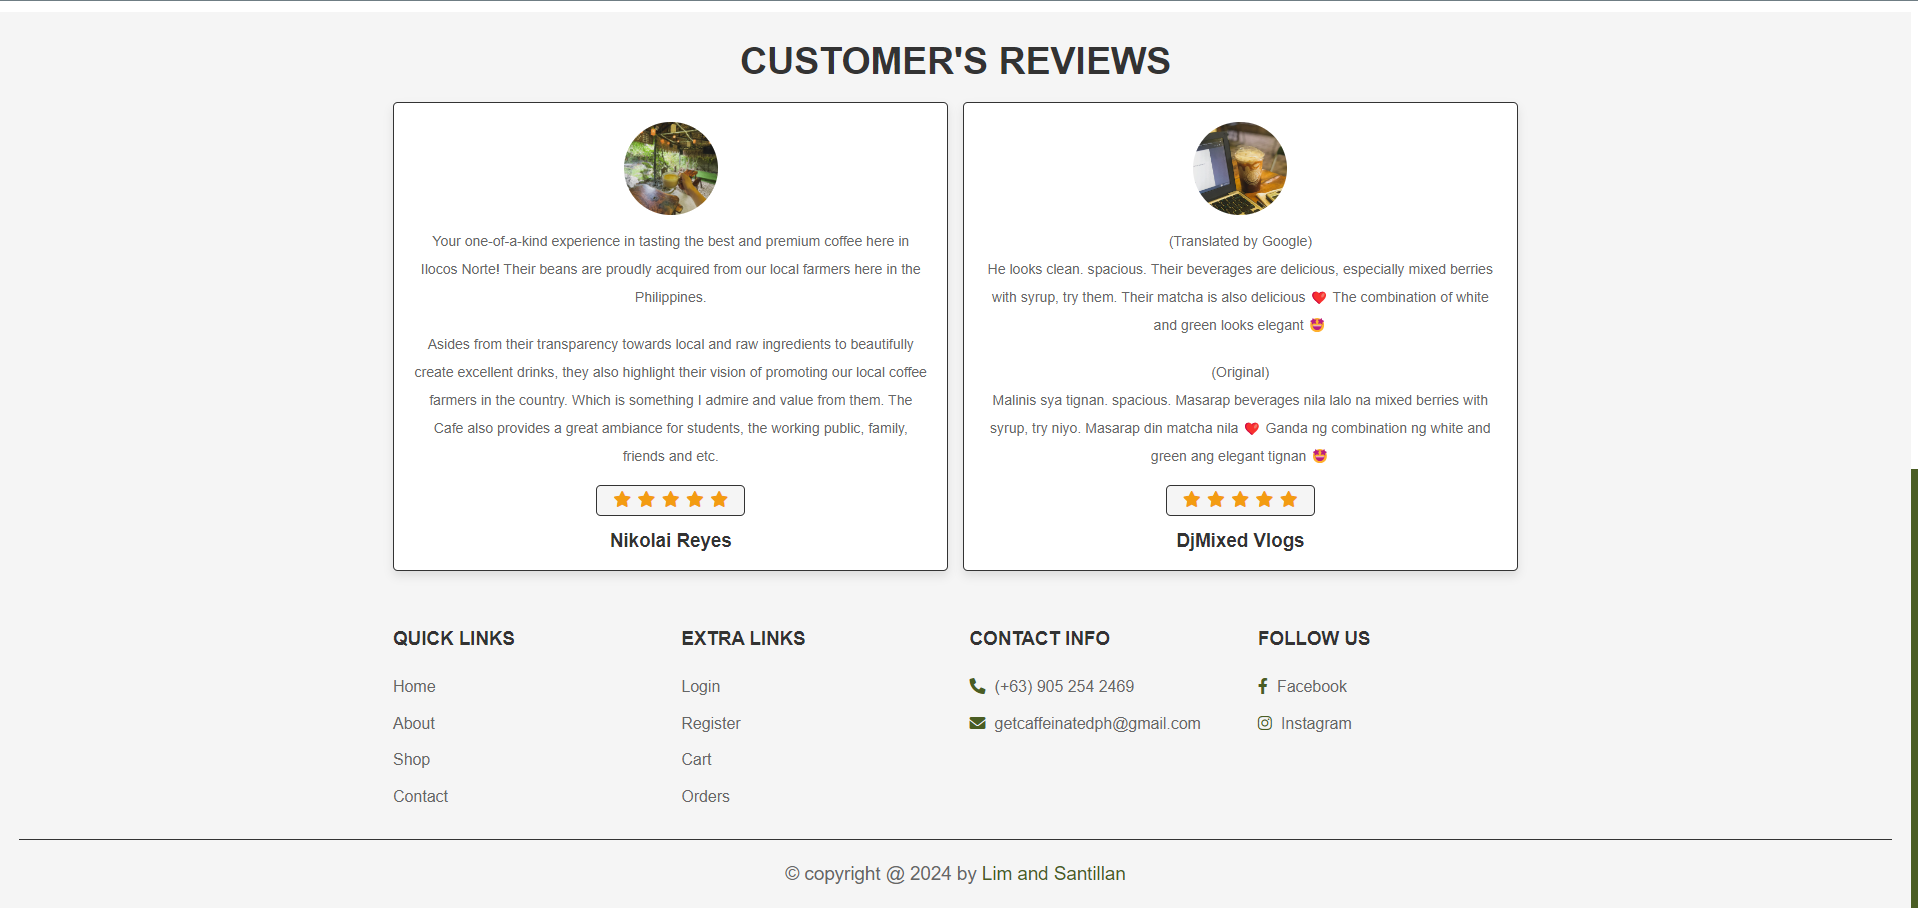 CUSTOMER'S REVIEWS
Your one-of-a-kind experience in tasting the best and premium coffee here in
Ilocos Norte! Their beans are proudly acquired from our local farmers here in the
Philippines.
Asides from their transparency towards local and raw ingredients to beautifully
create excellent drinks, they also highlight their vision of promoting our local coffee
farmers in the country. Which is something I admire and value from them. The
Cafe also provides a great ambiance for students, the working public, family,
friends and etc.
Nikolai Reyes
(Translated by Google)
He looks clean. spacious. Their beverages are delicious, especially mixed berries
with syrup, try them. Their matcha is also delicious ❤️ The combination of white
and green looks elegant 🤩
(Original)
Malinis sya tignan. spacious. Masarap beverages nila lalo na mixed berries with
syrup, try niyo. Masarap din matcha nila ❤️ Ganda ng combination ng white and
green ang elegant tignan 🤩
DjMixed Vlogs
QUICK LINKS
Home
About
Shop
Contact
EXTRA LINKS
Login
Register
Cart
Orders
CONTACT INFO
(+63) 905 254 2469
getcaffeinatedph@gmail.com
FOLLOW US
Facebook
Instagram
© copyright @ 2024 by Lim and Santillan